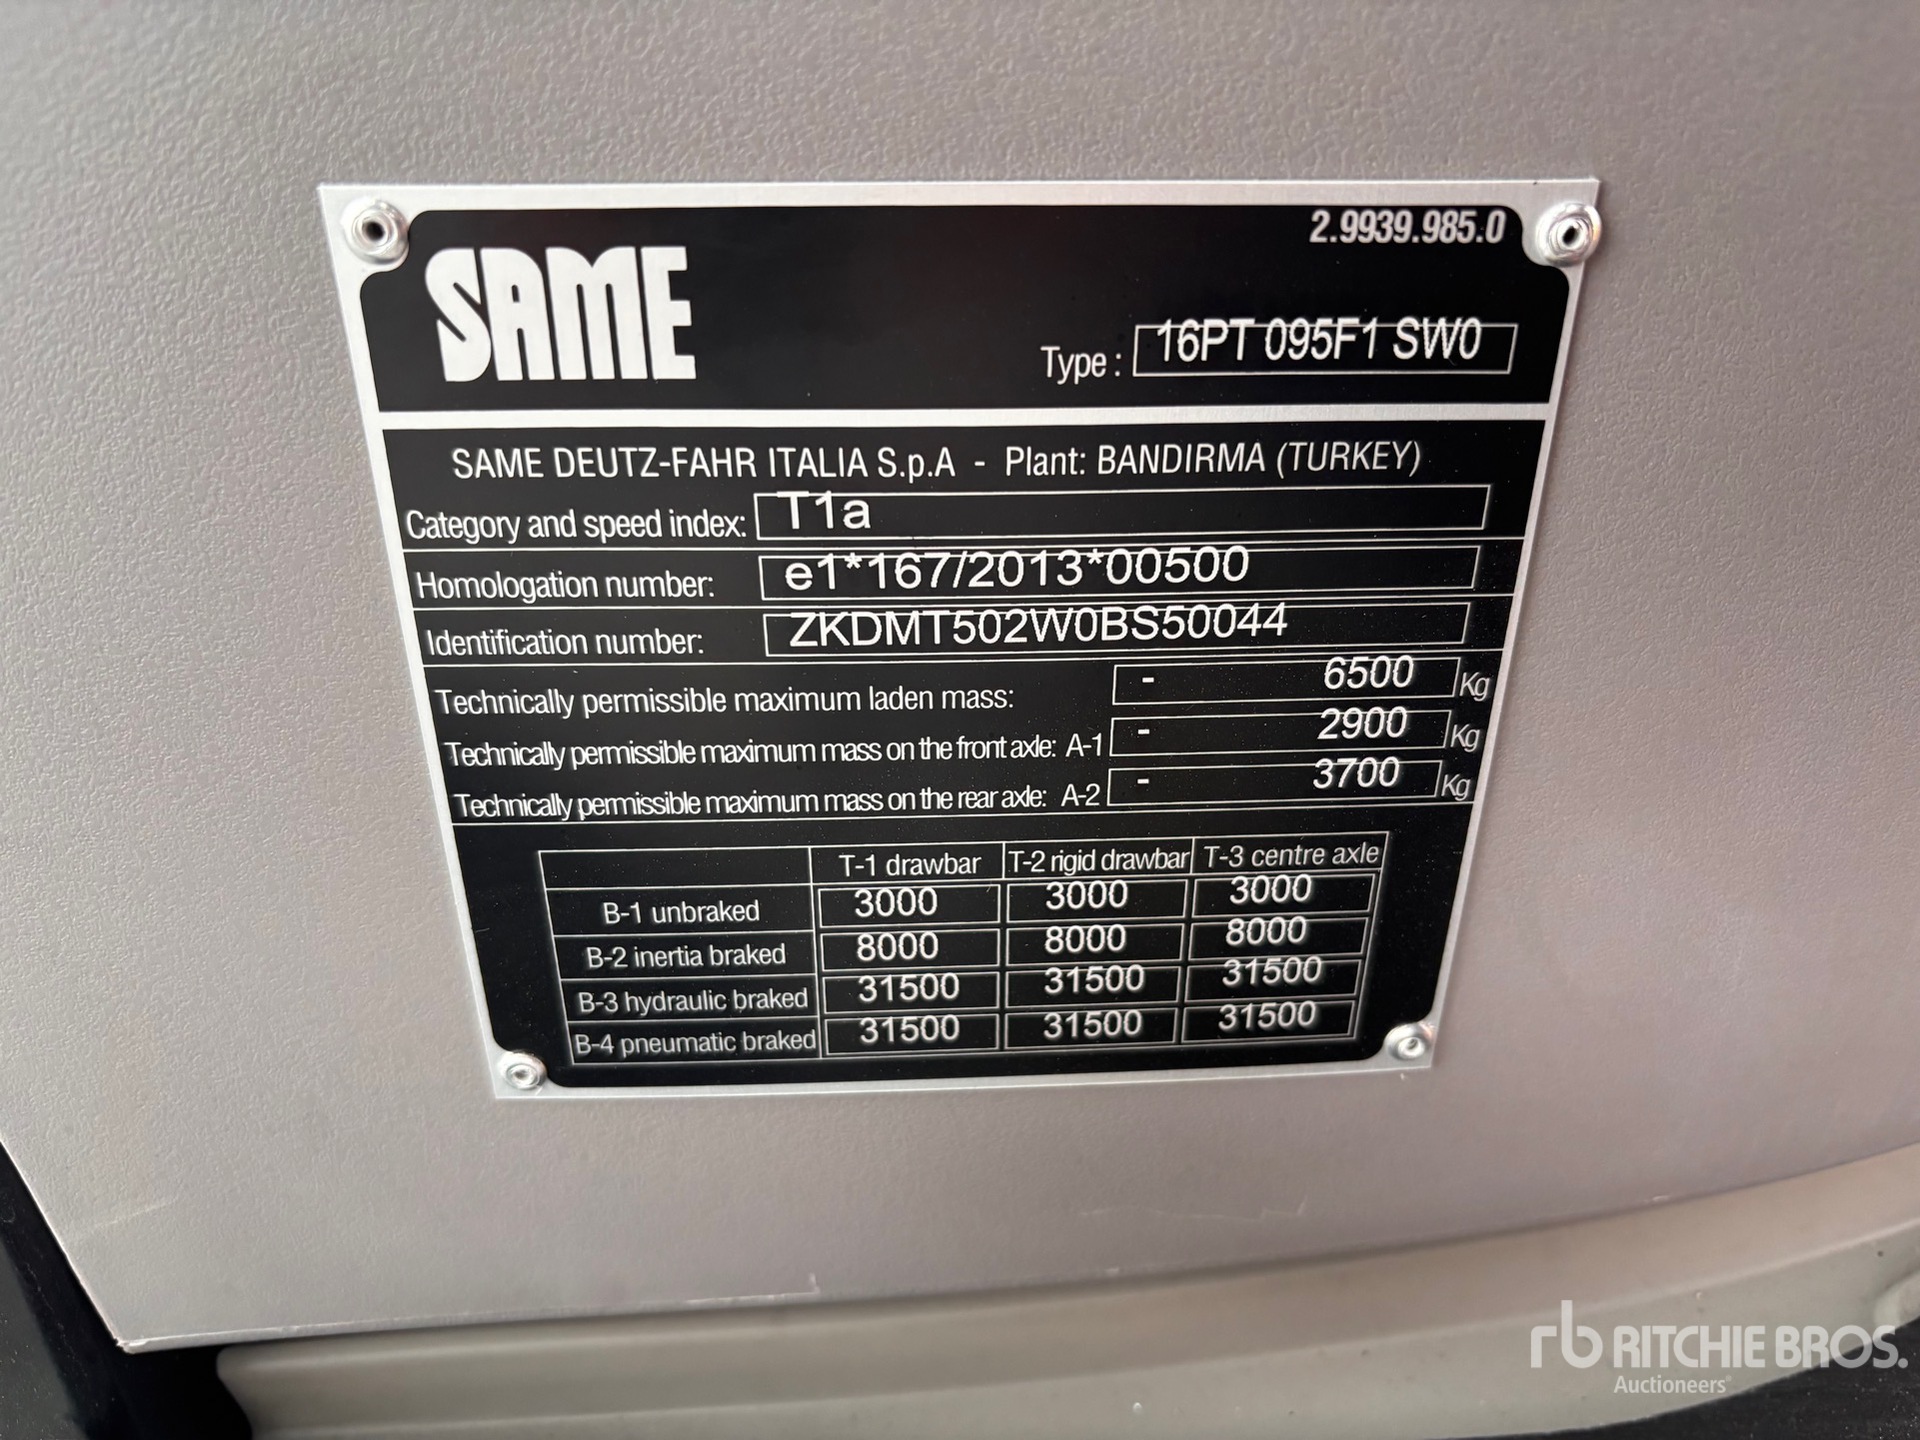 2.9939.985.0
SAME
Type : 16PT 095F1 SW0
SAME DEUTZ-FAHR ITALIA S.p.A - Plant: BANDIRMA (TURKEY)
Category and speed index: T1a
Homologation number: e1*167/2013*00500
Identification number: ZKDMT502W0BS50044
Technically permissible maximum laden mass: - 6500 Kg
Technically permissible maximum mass on the front axle: A-1 - 2900 Kg
Technically permissible maximum mass on the rear axle: A-2 - 3700 Kg
T-1 drawbar T-2 rigid drawbar T-3 centre axle
B-1 unbraked 3000 3000 3000
B-2 inertia braked 8000 8000 8000
B-3 hydraulic braked 31500 31500 31500
B-4 pneumatic braked 31500 31500 31500
rb RITCHIE BROS.
Auctioneers